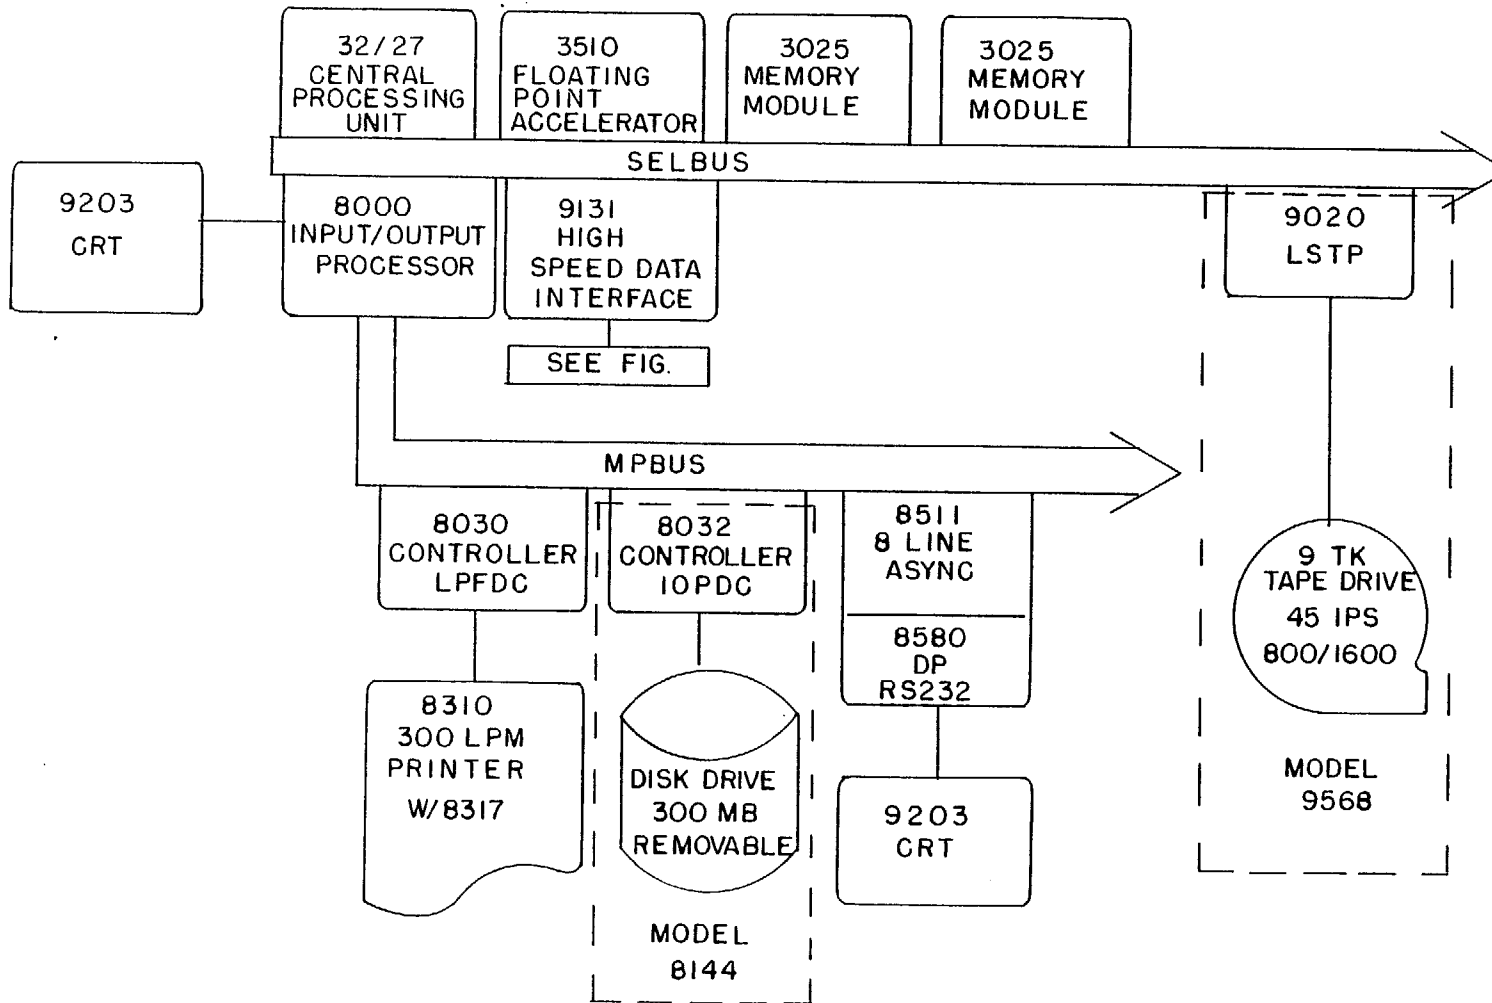 32/27
CENTRAL
PROCESSING
UNIT
3510
FLOATING
POINT
ACCELERATOR
3025
MEMORY
MODULE
3025
MEMORY
MODULE
SELBUS
9203
CRT
8000
INPUT/OUTPUT
PROCESSOR
9131
HIGH
SPEED DATA
INTERFACE
SEE FIG.
9020
LSTP
MPBUS
8030
CONTROLLER
LPFDC
8032
CONTROLLER
IOPDC
8511
8 LINE
ASYNC
8580
DP
RS232
9 TK
TAPE DRIVE
45 IPS
800/1600
8310
300 LPM
PRINTER
W/8317
DISK DRIVE
300 MB
REMOVABLE
9203
CRT
MODEL
9568
MODEL
8144